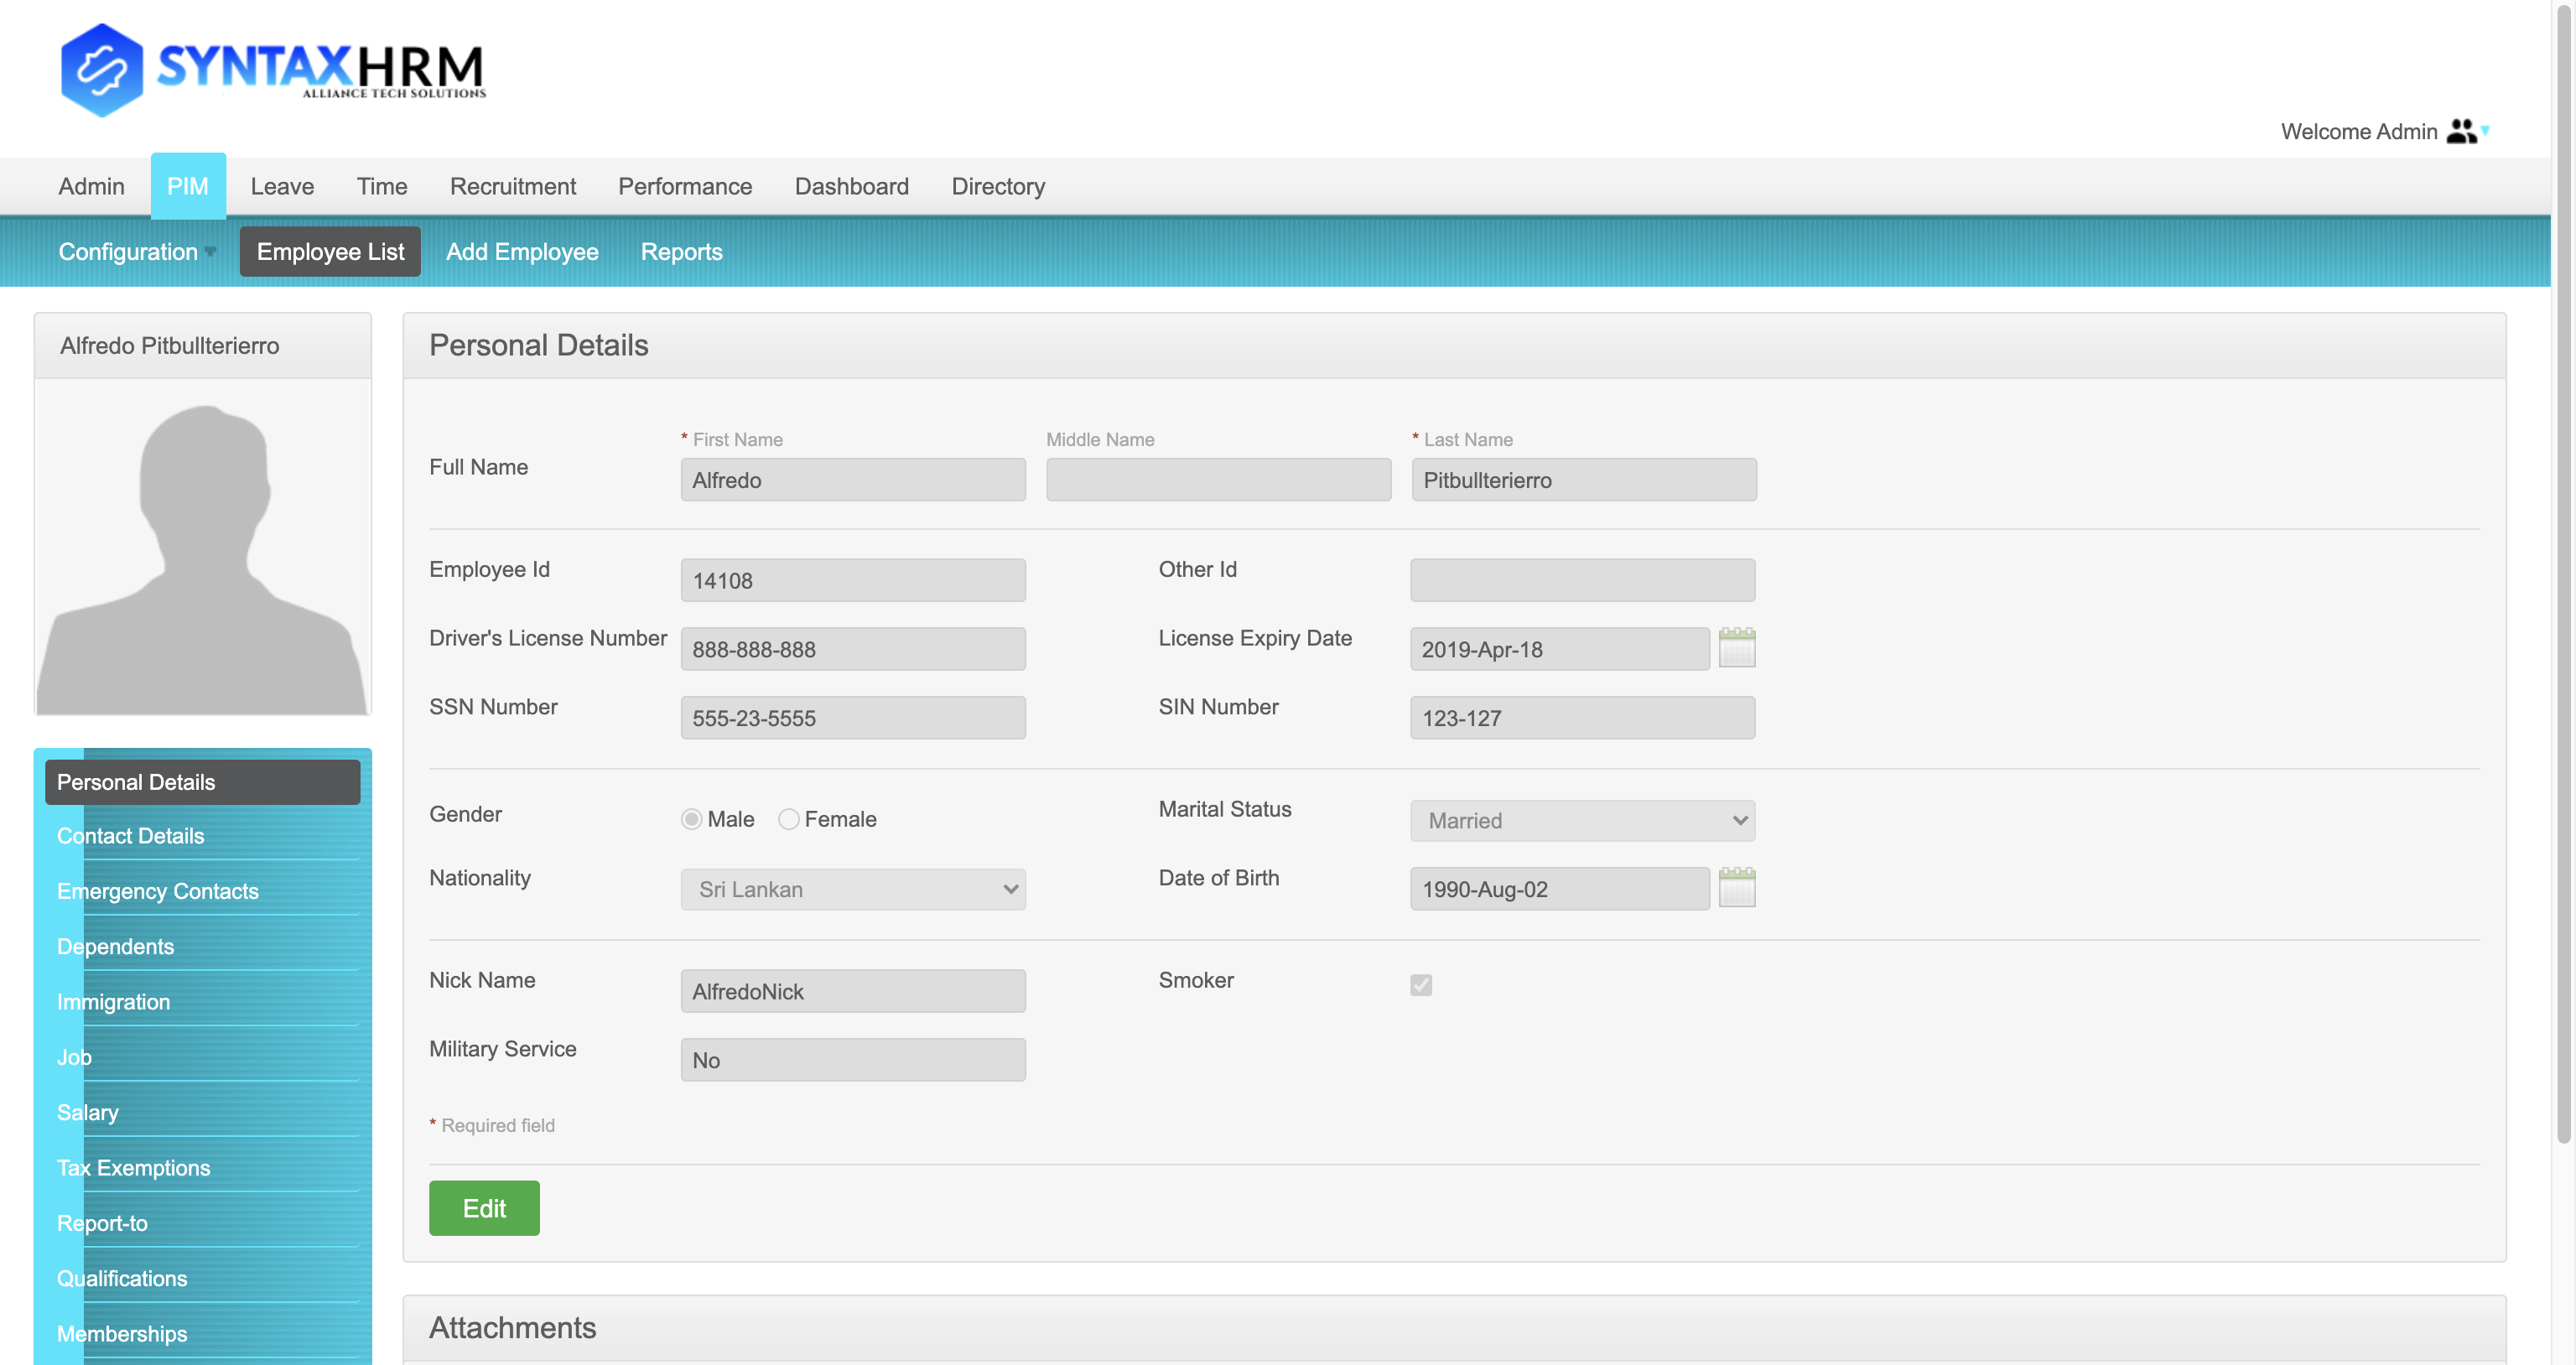 SYNTAXHRM
ALLIANCE TECH SOLUTIONS
Welcome Admin
Admin PIM Leave Time Recruitment Performance Dashboard Directory
Configuration Employee List Add Employee Reports
Alfredo Pitbullterierro
Personal Details
Contact Details
Emergency Contacts
Dependents
Immigration
Job
Salary
Tax Exemptions
Report-to
Qualifications
Memberships
Personal Details
* First Name Middle Name * Last Name
Full Name Alfredo Pitbullterierro
Employee Id 14108 Other Id
Driver's License Number 888-888-888 License Expiry Date 2019-Apr-18
SSN Number 555-23-5555 SIN Number 123-127
Gender Male Female Marital Status Married
Nationality Sri Lankan Date of Birth 1990-Aug-02
Nick Name AlfredoNick Smoker
Military Service No
* Required field
Edit
Attachments